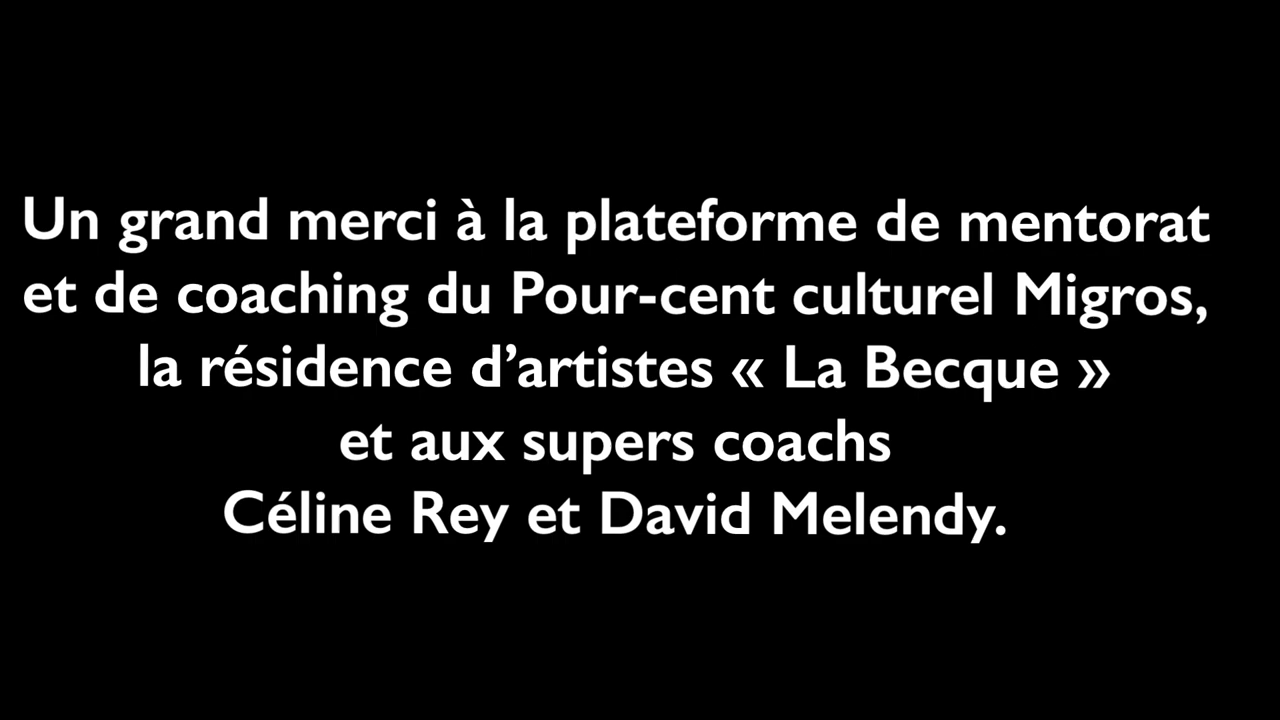 Un grand merci à la plateforme de mentorat
et de coaching du Pour-cent culturel Migros,
la résidence d’artistes « La Becque »
et aux supers coachs
Céline Rey et David Melendy.